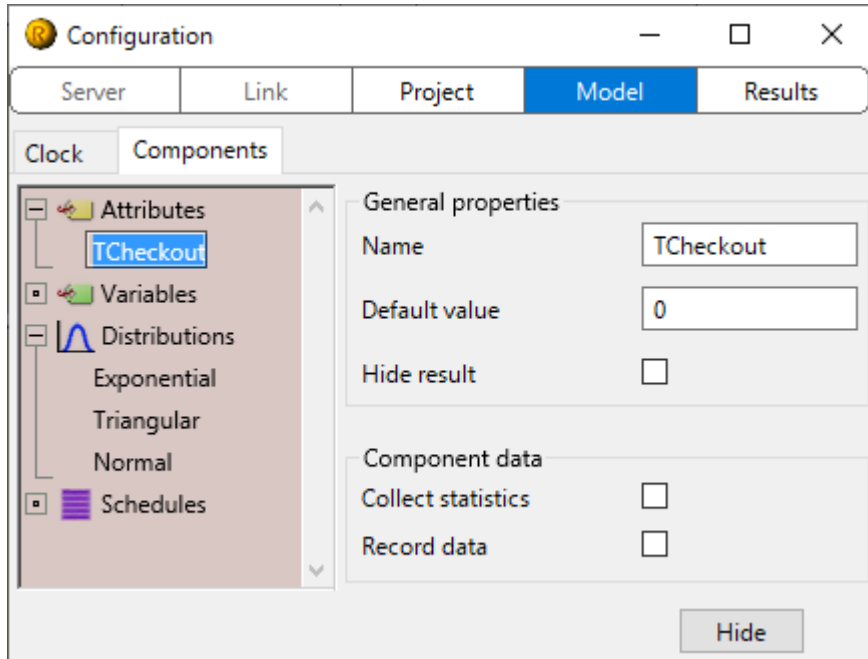 Configuration
Server Link Project Model Results
Clock Components
Attributes
TCheckout
Variables
Distributions
Exponential
Triangular
Normal
Schedules
General properties
Name TCheckout
Default value 0
Hide result
Component data
Collect statistics
Record data
Hide